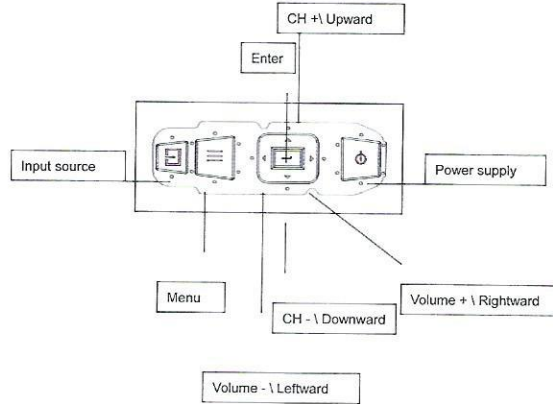 CH +\ Upward
Enter
Input source
Power supply
Menu
Volume + \ Rightward
CH - \ Downward
Volume - \ Leftward